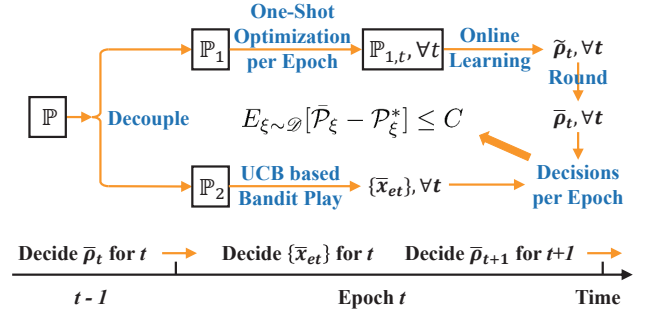 One-Shot
Optimization
per Epoch
ℙ₁
ℙ₁,ₜ, ∀t
Online
Learning
ρ̃ₜ, ∀t
Round
ℙ
Decouple
E_{ξ∼𝒟}[𝒫̄_ξ − 𝒫*_ξ] ≤ C
ρ̄ₜ, ∀t
ℙ₂
UCB based
Bandit Play
{x̄ₑₜ}, ∀t
Decisions
per Epoch
Decide ρ̄ₜ for t
Decide {x̄ₑₜ} for t
Decide ρ̄ₜ₊₁ for t+1
t - 1
Epoch t
Time